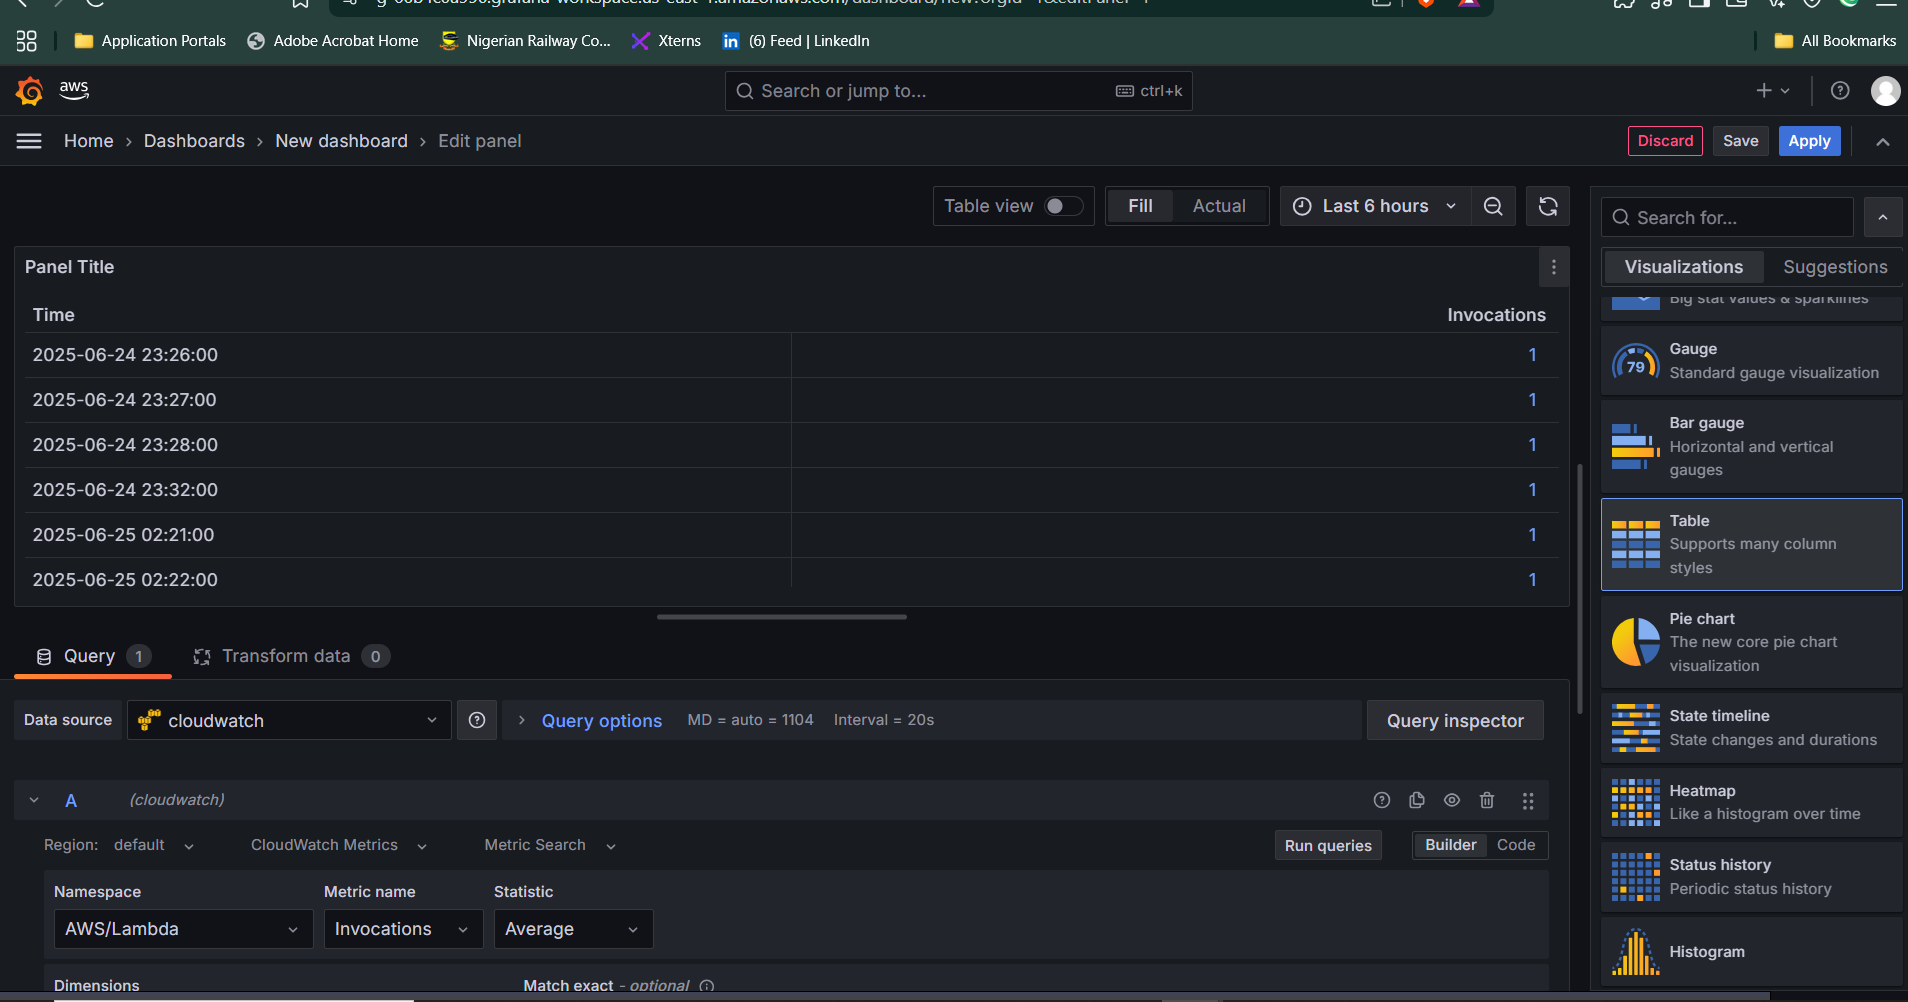 Application Portals
Adobe Acrobat Home
Nigerian Railway Co...
Xterns
(6) Feed | LinkedIn
All Bookmarks
aws
Search or jump to...
ctrl+k
Home › Dashboards › New dashboard › Edit panel
Discard
Save
Apply
Table view
Fill
Actual
Last 6 hours
Search for...
Panel Title
Visualizations
Suggestions
Time
Invocations
2025-06-24 23:26:00 1
2025-06-24 23:27:00 1
2025-06-24 23:28:00 1
2025-06-24 23:32:00 1
2025-06-25 02:21:00 1
2025-06-25 02:22:00 1
Big stat values & sparklines
79
Gauge
Standard gauge visualization
Bar gauge
Horizontal and vertical
gauges
Table
Supports many column
styles
Pie chart
The new core pie chart
visualization
State timeline
State changes and durations
Heatmap
Like a histogram over time
Status history
Periodic status history
Histogram
Query 1
Transform data 0
Data source
cloudwatch
Query options
MD = auto = 1104
Interval = 20s
Query inspector
A
(cloudwatch)
Region: default
CloudWatch Metrics
Metric Search
Run queries
Builder
Code
Namespace
Metric name
Statistic
AWS/Lambda
Invocations
Average
Dimensions
Match exact - optional